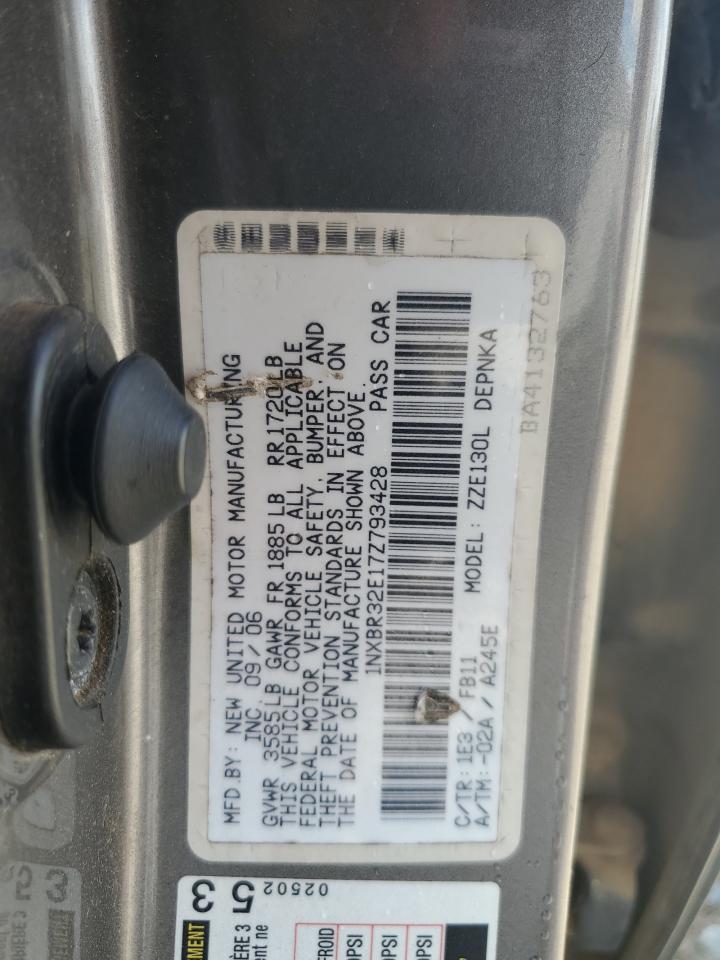 MFD.BY: NEW UNITED MOTOR MANUFACTURING
INC. 09/06
GVWR 3585LB GAWR FR 1885LB RR 1720LB
THIS VEHICLE CONFORMS TO ALL APPLICABLE
FEDERAL MOTOR VEHICLE SAFETY, BUMPER, AND
THEFT PREVENTION STANDARDS IN EFFECT ON
THE DATE OF MANUFACTURE SHOWN ABOVE.
1NXBR32E17Z793428 PASS CAR
C/TR: 1E3 / FB11 MODEL: ZZE130L DEPNKA
A/TM: -02A / A245E
BA4132763
02502
5
3